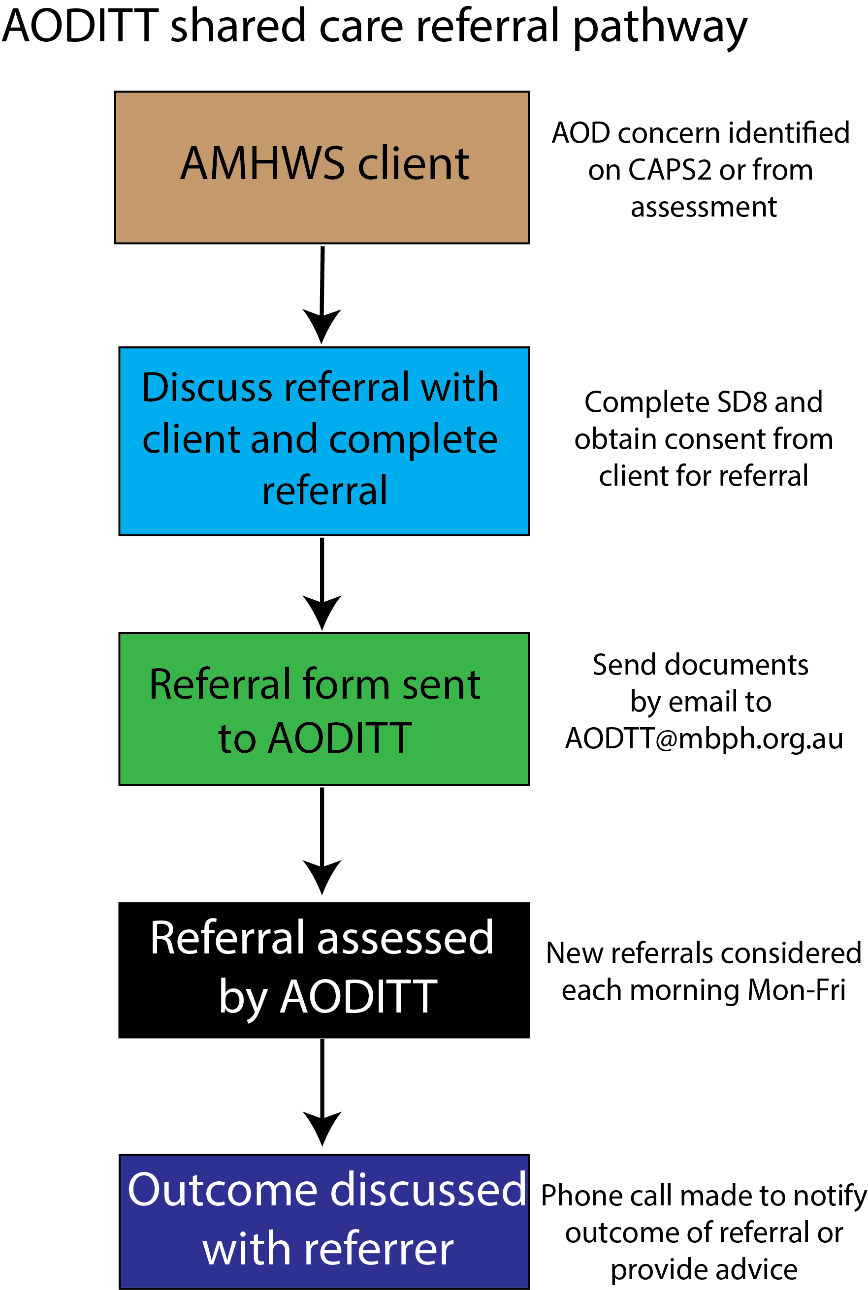 AODITT shared care referral pathway
AMHWS client
AOD concern identified
on CAPS2 or from
assessment
Discuss referral with
client and complete
referral
Complete SD8 and
obtain consent from
client for referral
Referral form sent
to AODITT
Send documents
by email to
AODTT@mbph.org.au
Referral assessed
by AODITT
New referrals considered
each morning Mon-Fri
Outcome discussed
with referrer
Phone call made to notify
outcome of referral or
provide advice